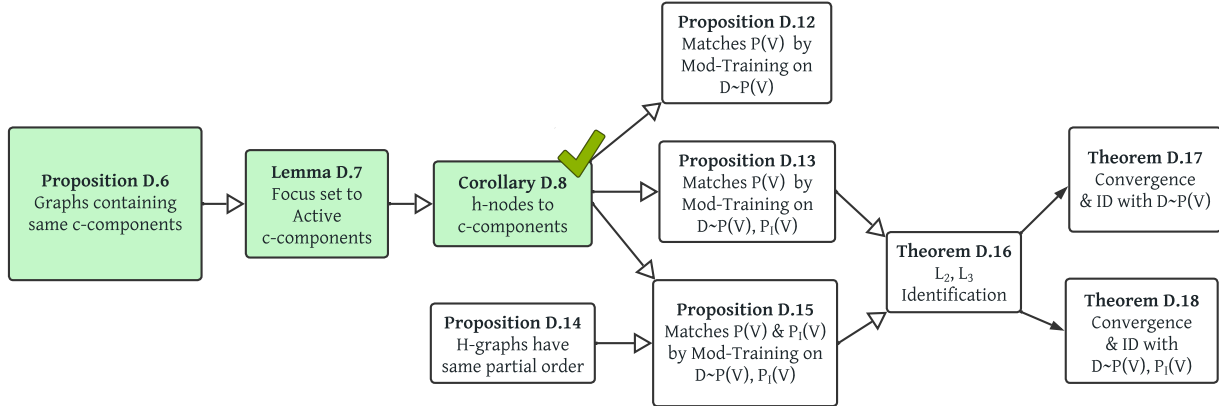 Proposition D.6
Graphs containing
same c-components
Lemma D.7
Focus set to
Active
c-components
Corollary D.8
h-nodes to
c-components
Proposition D.12
Matches P(V) by
Mod-Training on
D~P(V)
Proposition D.13
Matches P(V) by
Mod-Training on
D~P(V), P_I(V)
Proposition D.14
H-graphs have
same partial order
Proposition D.15
Matches P(V) & P_I(V)
by Mod-Training on
D~P(V), P_I(V)
Theorem D.16
L₂, L₃
Identification
Theorem D.17
Convergence
& ID with D~P(V)
Theorem D.18
Convergence
& ID with
D~P(V), P_I(V)